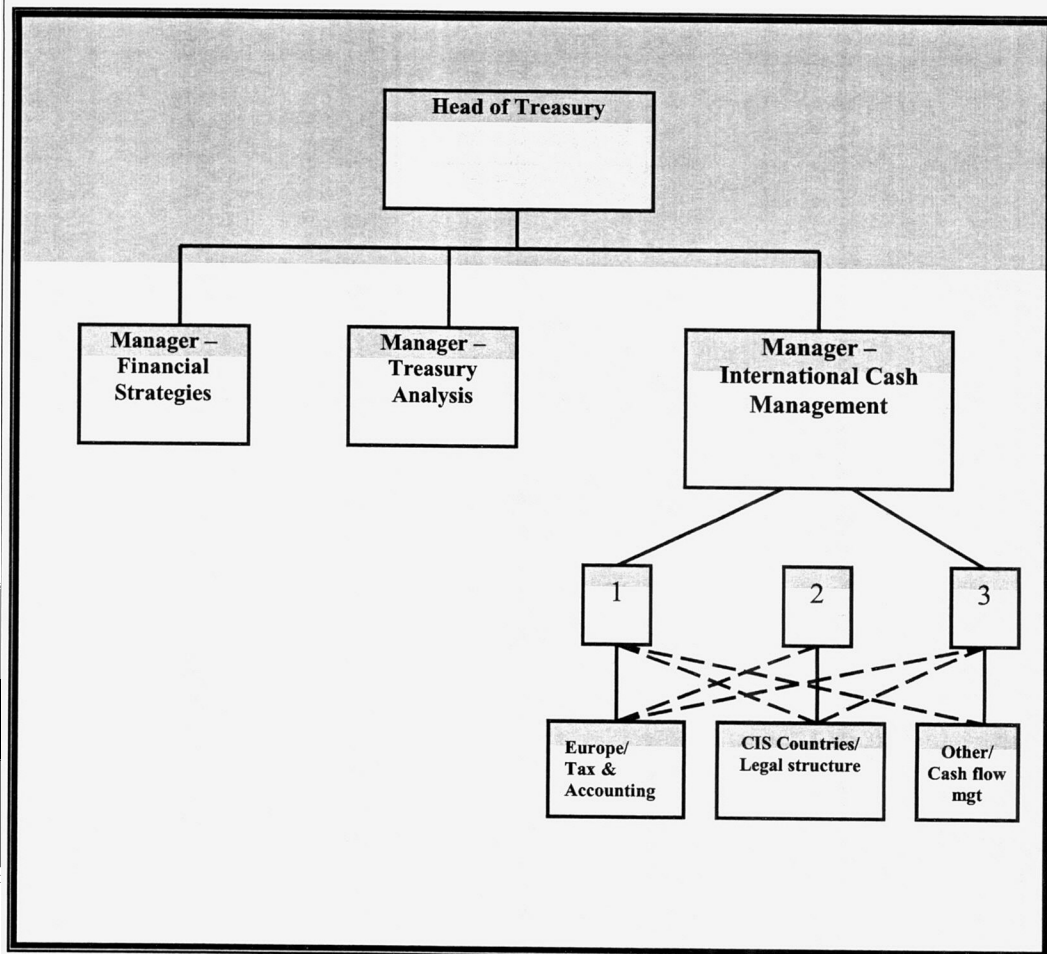 Head of Treasury
Manager –
Financial
Strategies
Manager –
Treasury
Analysis
Manager –
International Cash
Management
1
2
3
Europe/
Tax &
Accounting
CIS Countries/
Legal structure
Other/
Cash flow
mgt